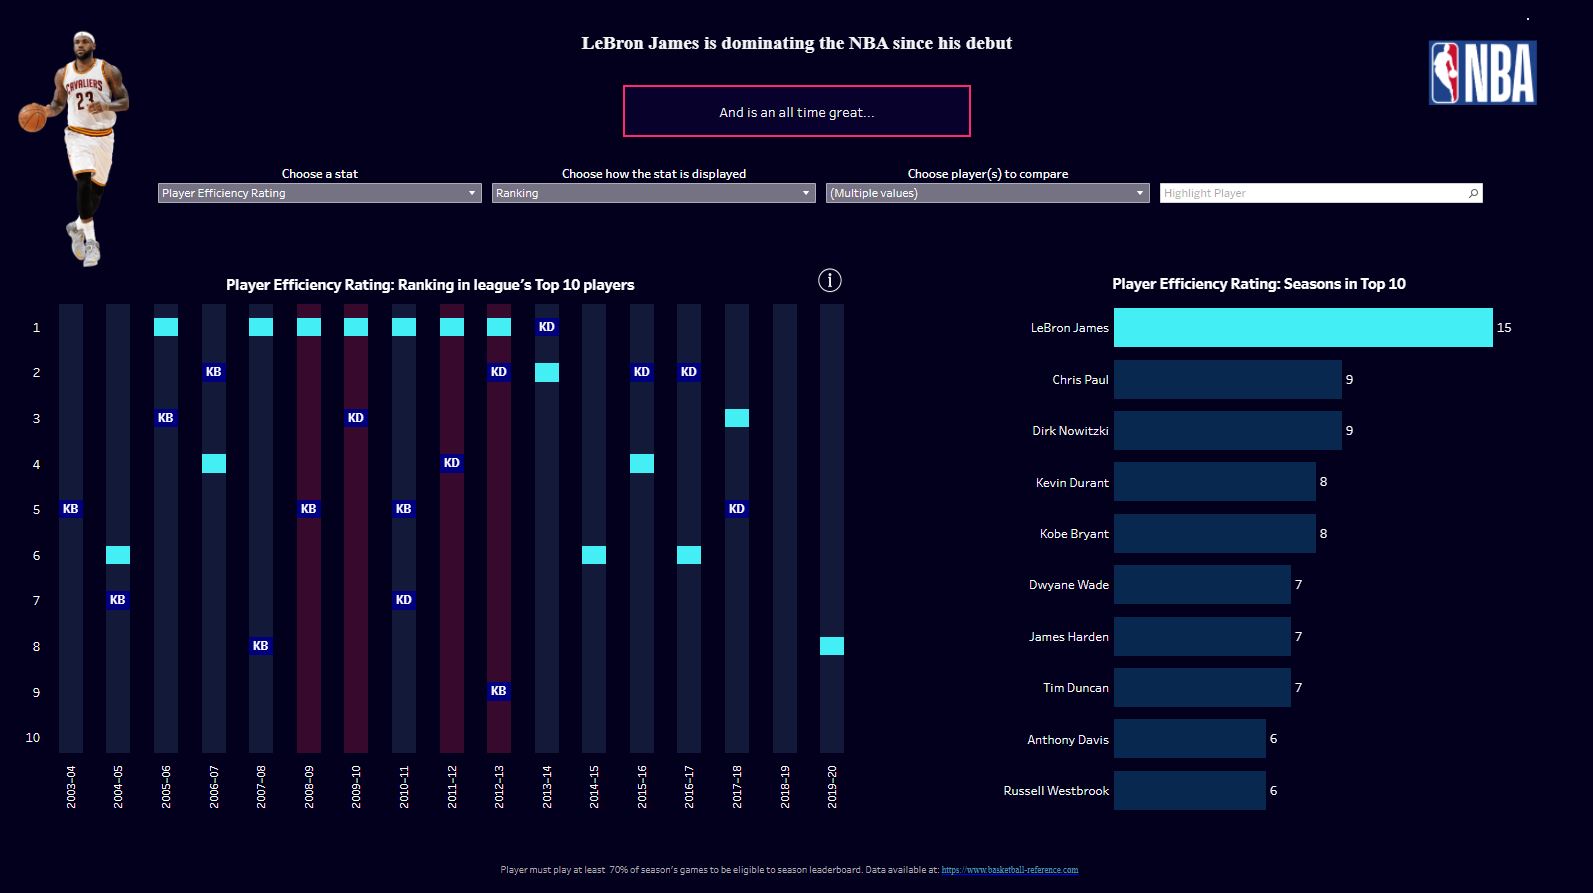 LeBron James is dominating the NBA since his debut
NBA
CAVALIERS
23
And is an all time great...
Choose a stat
Choose how the stat is displayed
Choose player(s) to compare
Player Efficiency Rating
Ranking
(Multiple values)
Highlight Player
Player Efficiency Rating: Ranking in league's Top 10 players
i
1
KD
2
KB
KD
KD
KD
3
KB
KD
4
KD
5
KB
KB
KB
KD
6
7
KB
KD
8
KB
9
KB
10
2003-04
2004-05
2005-06
2006-07
2007-08
2008-09
2009-10
2010-11
2011-12
2012-13
2013-14
2014-15
2015-16
2016-17
2017-18
2018-19
2019-20
Player Efficiency Rating: Seasons in Top 10
LeBron James 15
Chris Paul 9
Dirk Nowitzki 9
Kevin Durant 8
Kobe Bryant 8
Dwyane Wade 7
James Harden 7
Tim Duncan 7
Anthony Davis 6
Russell Westbrook 6
Player must play at least 70% of season's games to be eligible to season leaderboard. Data available at: https://www.basketball-reference.com